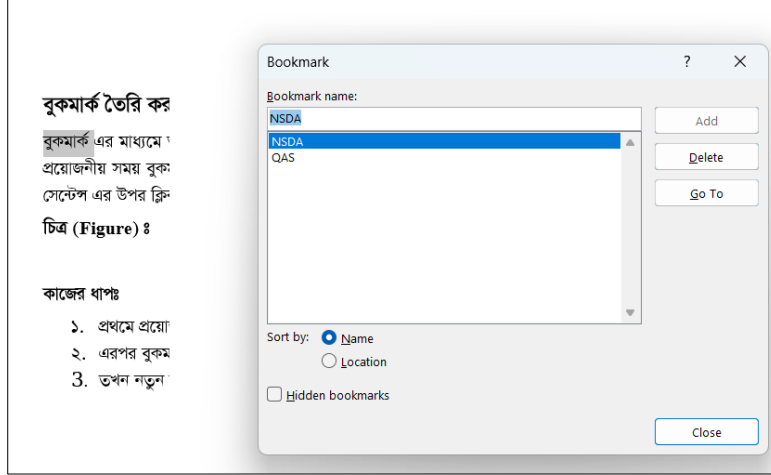 Bookmark
?
Bookmark name:
NSDA
Add
NSDA
QAS
Delete
Go To
Sort by:
Name
Location
Hidden bookmarks
Close
বুকমার্ক তৈরি কর
বুকমার্ক এর মাধ্যমে
প্রয়োজনীয় সময় বুক
সেন্টেন্স এর উপর ক্লি
চিত্র (Figure) ঃ
কাজের ধাপঃ
১. প্রথমে প্রয়ো
২. এরপর বুকম
3. তখন নতুন